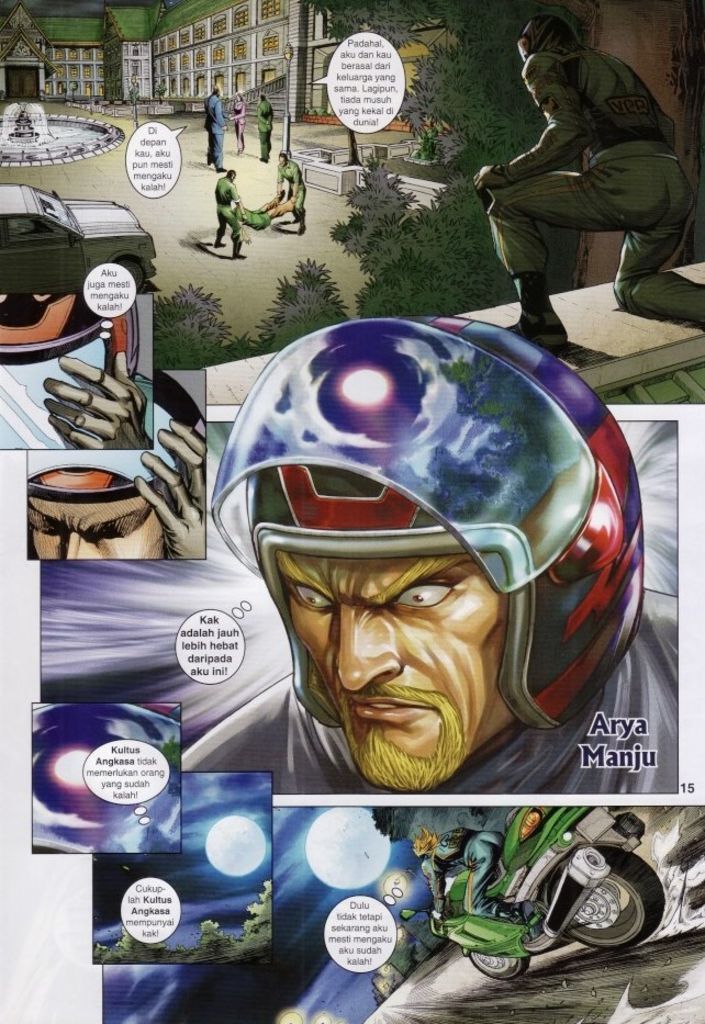 Padahal,
aku dan kau
berasal dari
keluarga yang
sama. Lagipun,
tiada musuh
yang kekal di
dunia!
Di
depan
kau, aku
pun mesti
mengaku
kalah!
Aku
juga mesti
mengaku
kalah!
Kak
adalah jauh
lebih hebat
daripada
aku ini!
Arya
Manju
15
Kultus
Angkasa tidak
memerlukan orang
yang sudah
kalah!
Cukup-
lah Kultus
Angkasa
mempunyai
kak!
Dulu
tidak tetapi
sekarang aku
mesti mengaku
aku sudah
kalah!